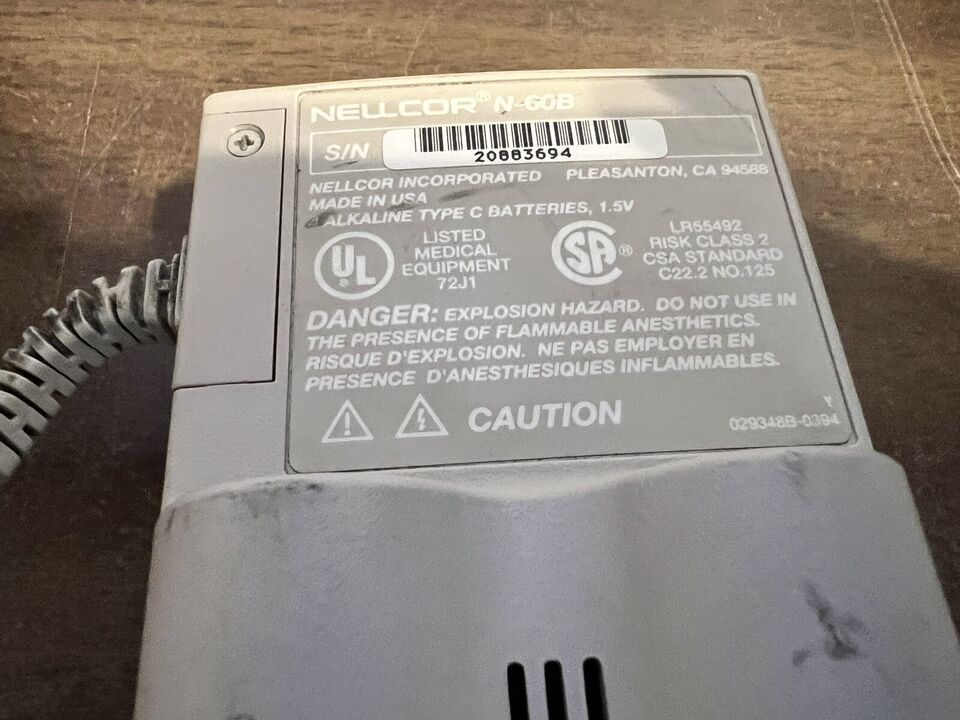 NELLCOR® N-60B
S/N
20883694
NELLCOR INCORPORATED PLEASANTON, CA 94588
MADE IN USA
ALKALINE TYPE C BATTERIES, 1.5V
UL® LISTED
MEDICAL
EQUIPMENT
72J1
SA® LR55492
RISK CLASS 2
CSA STANDARD
C22.2 NO.125
DANGER: EXPLOSION HAZARD. DO NOT USE IN
THE PRESENCE OF FLAMMABLE ANESTHETICS.
RISQUE D'EXPLOSION. NE PAS EMPLOYER EN
PRESENCE D'ANESTHESIQUES INFLAMMABLES.
CAUTION
Y
029348B-0394